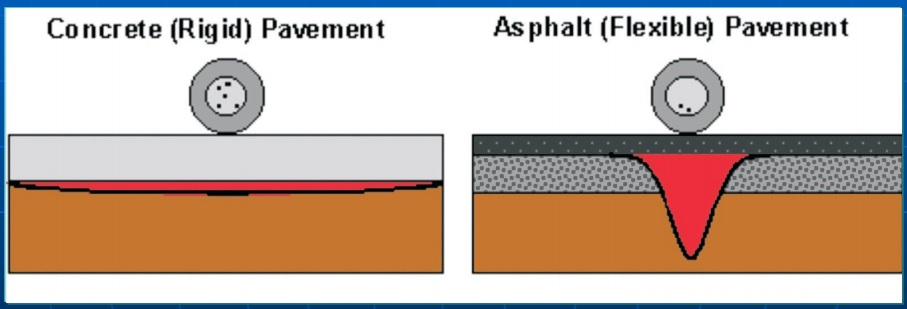 Concrete (Rigid) Pavement
Asphalt (Flexible) Pavement